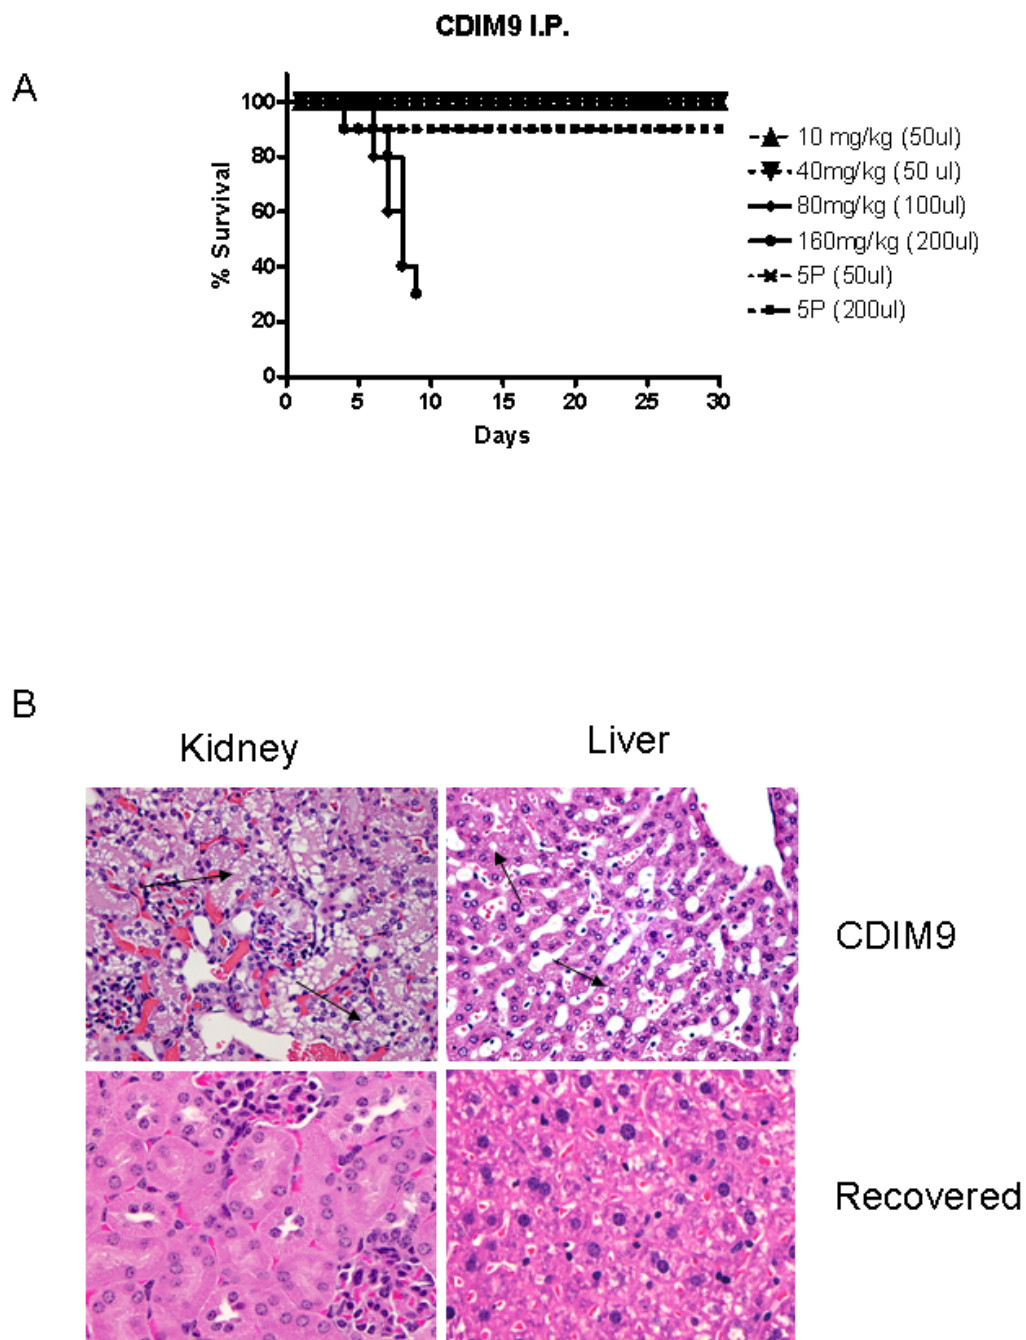 CDIM9 I.P.
A
% Survival
100
80
60
40
20
0
0 5 10 15 20 25 30
Days
10 mg/kg (50ul)
40mg/kg (50 ul)
80mg/kg (100ul)
160mg/kg (200ul)
5P (50ul)
5P (200ul)
B
Kidney Liver
CDIM9
Recovered